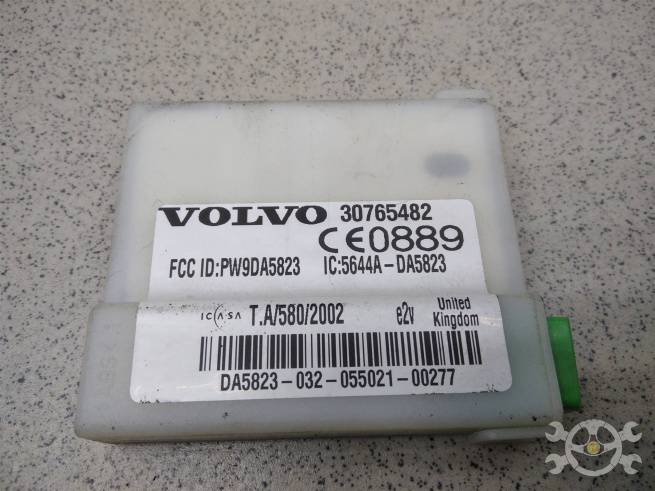 VOLVO 30765482
CE0889
FCC ID:PW9DA5823 IC:5644A-DA5823
ICASA T.A/580/2002 e2v United Kingdom
DA5823-032-055021-00277